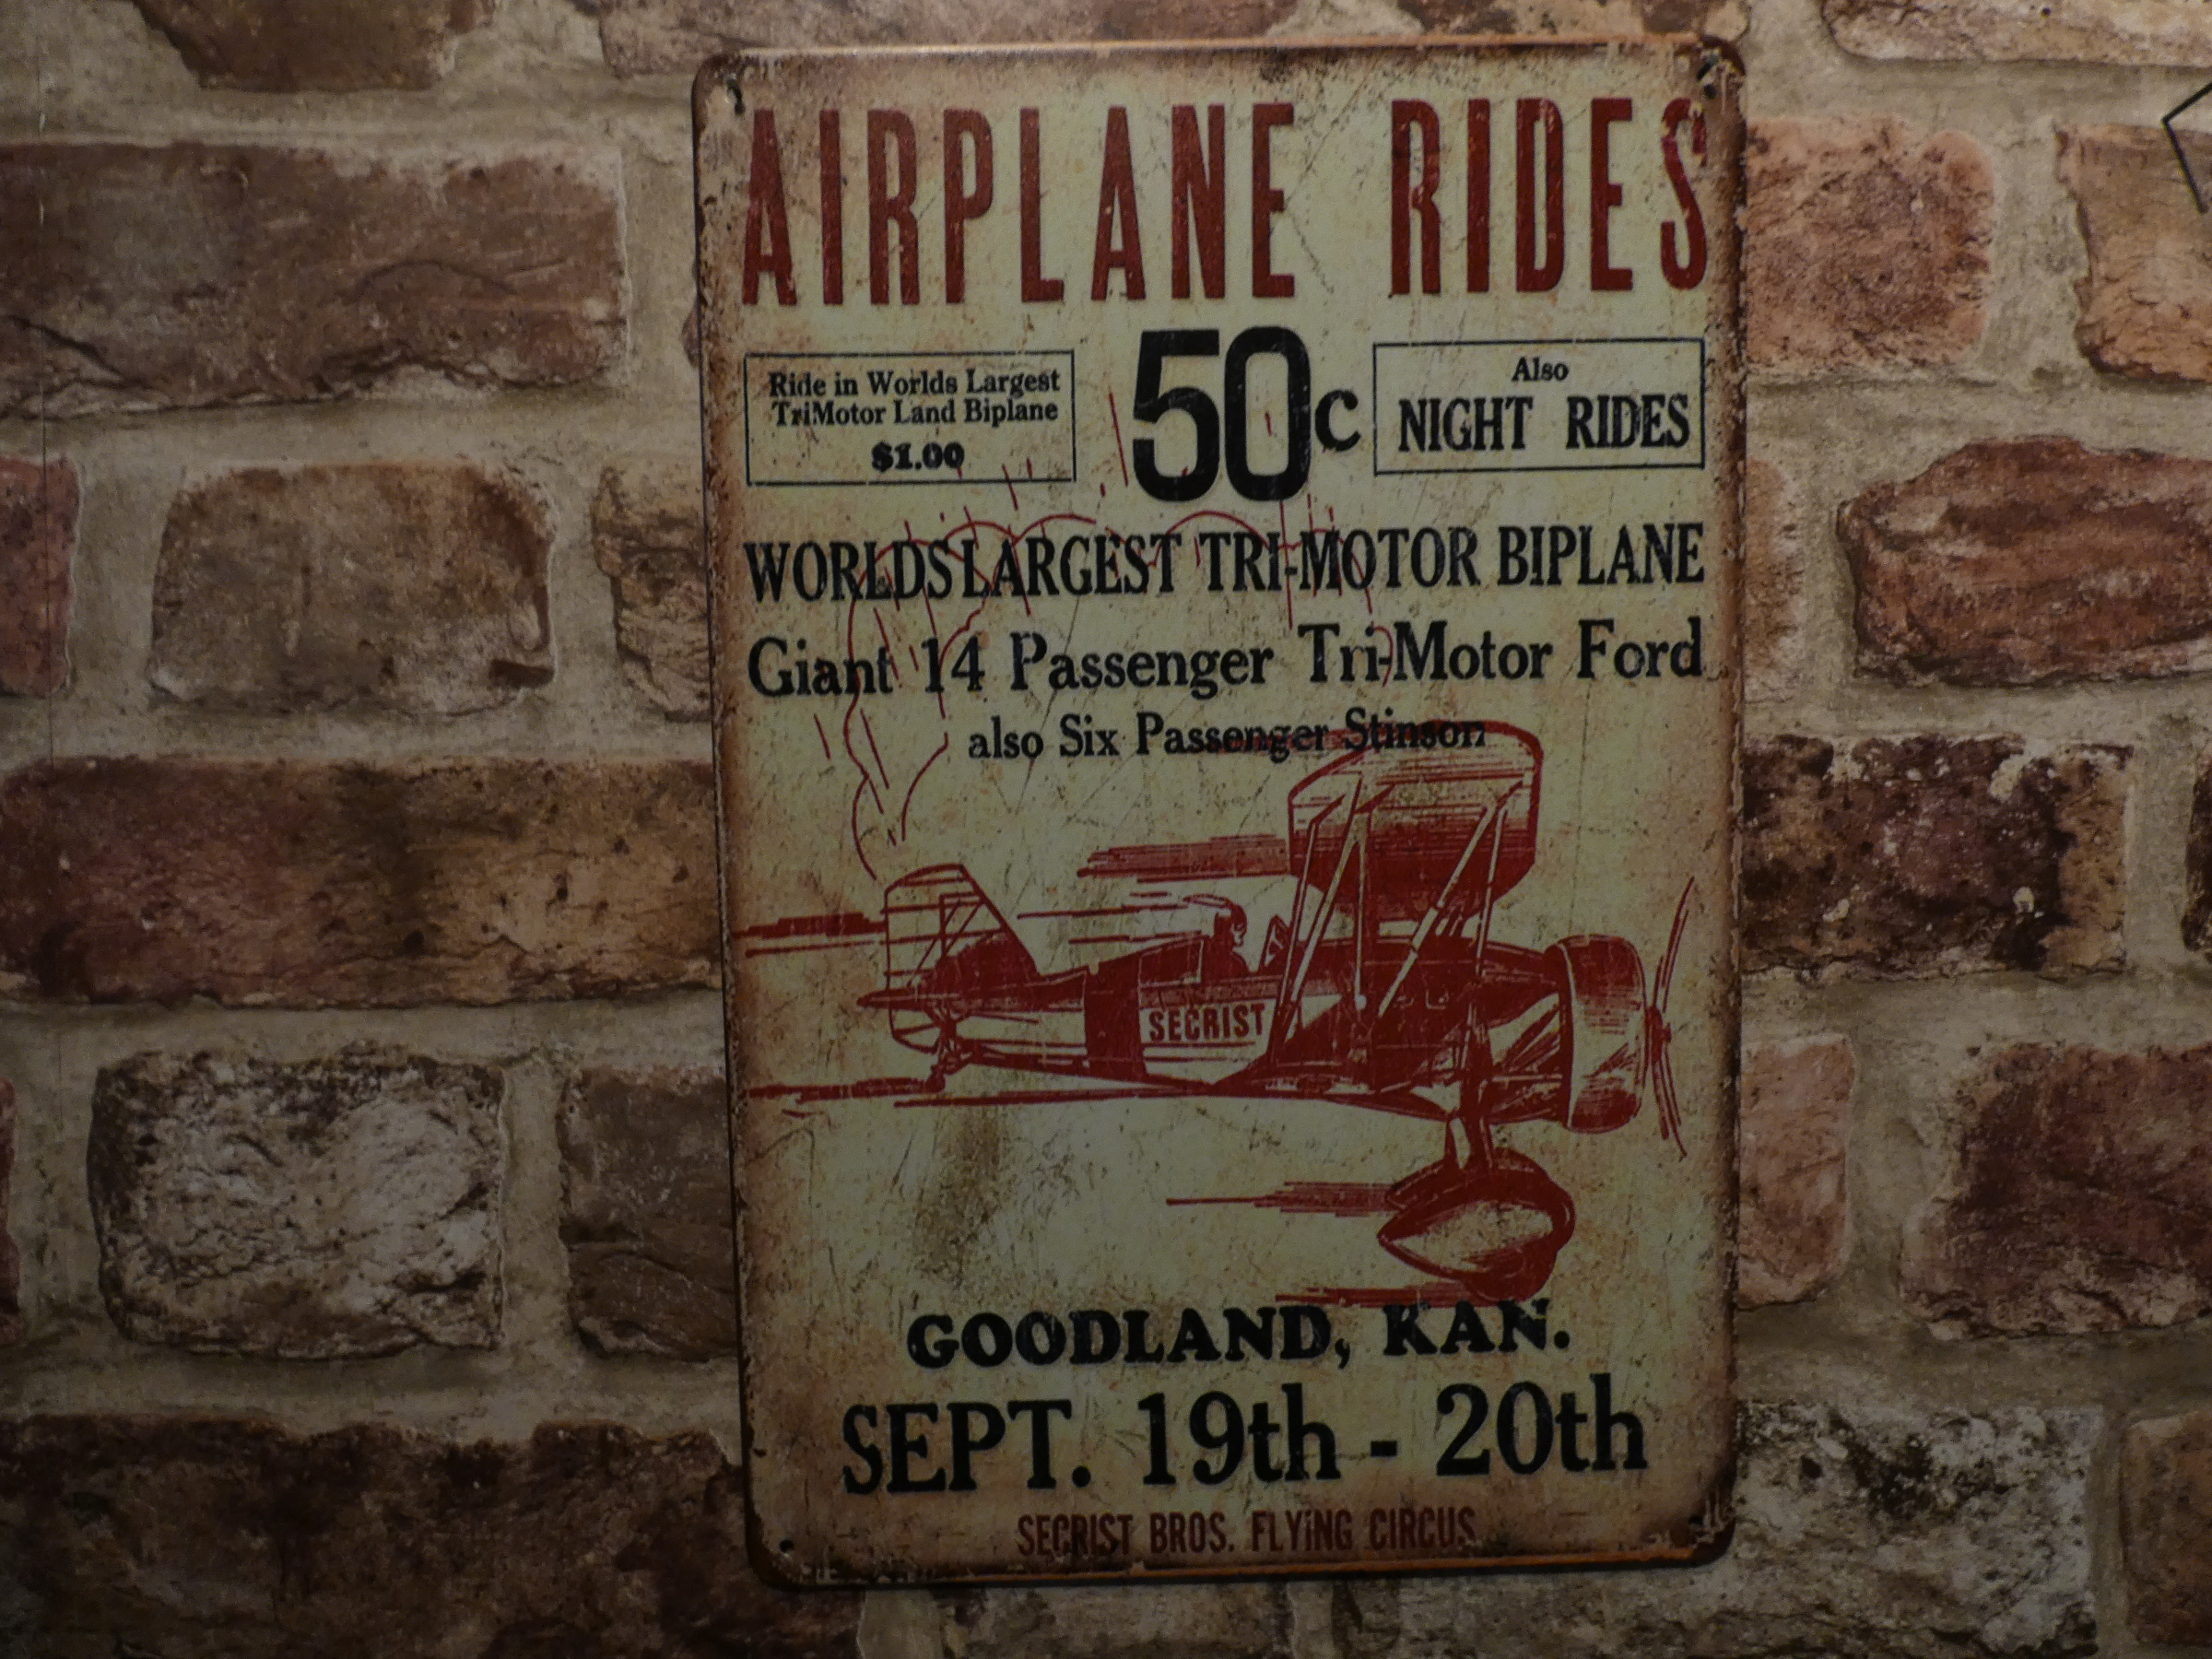 AIRPLANE RIDES
Ride in Worlds Largest
TriMotor Land Biplane
$1.00
50c
Also
NIGHT RIDES
WORLDS LARGEST TRI-MOTOR BIPLANE
Giant 14 Passenger Tri-Motor Ford
also Six Passenger Stinson
SECRIST
GOODLAND, KAN.
SEPT. 19th - 20th
SECRIST BROS. FLYING CIRCUS